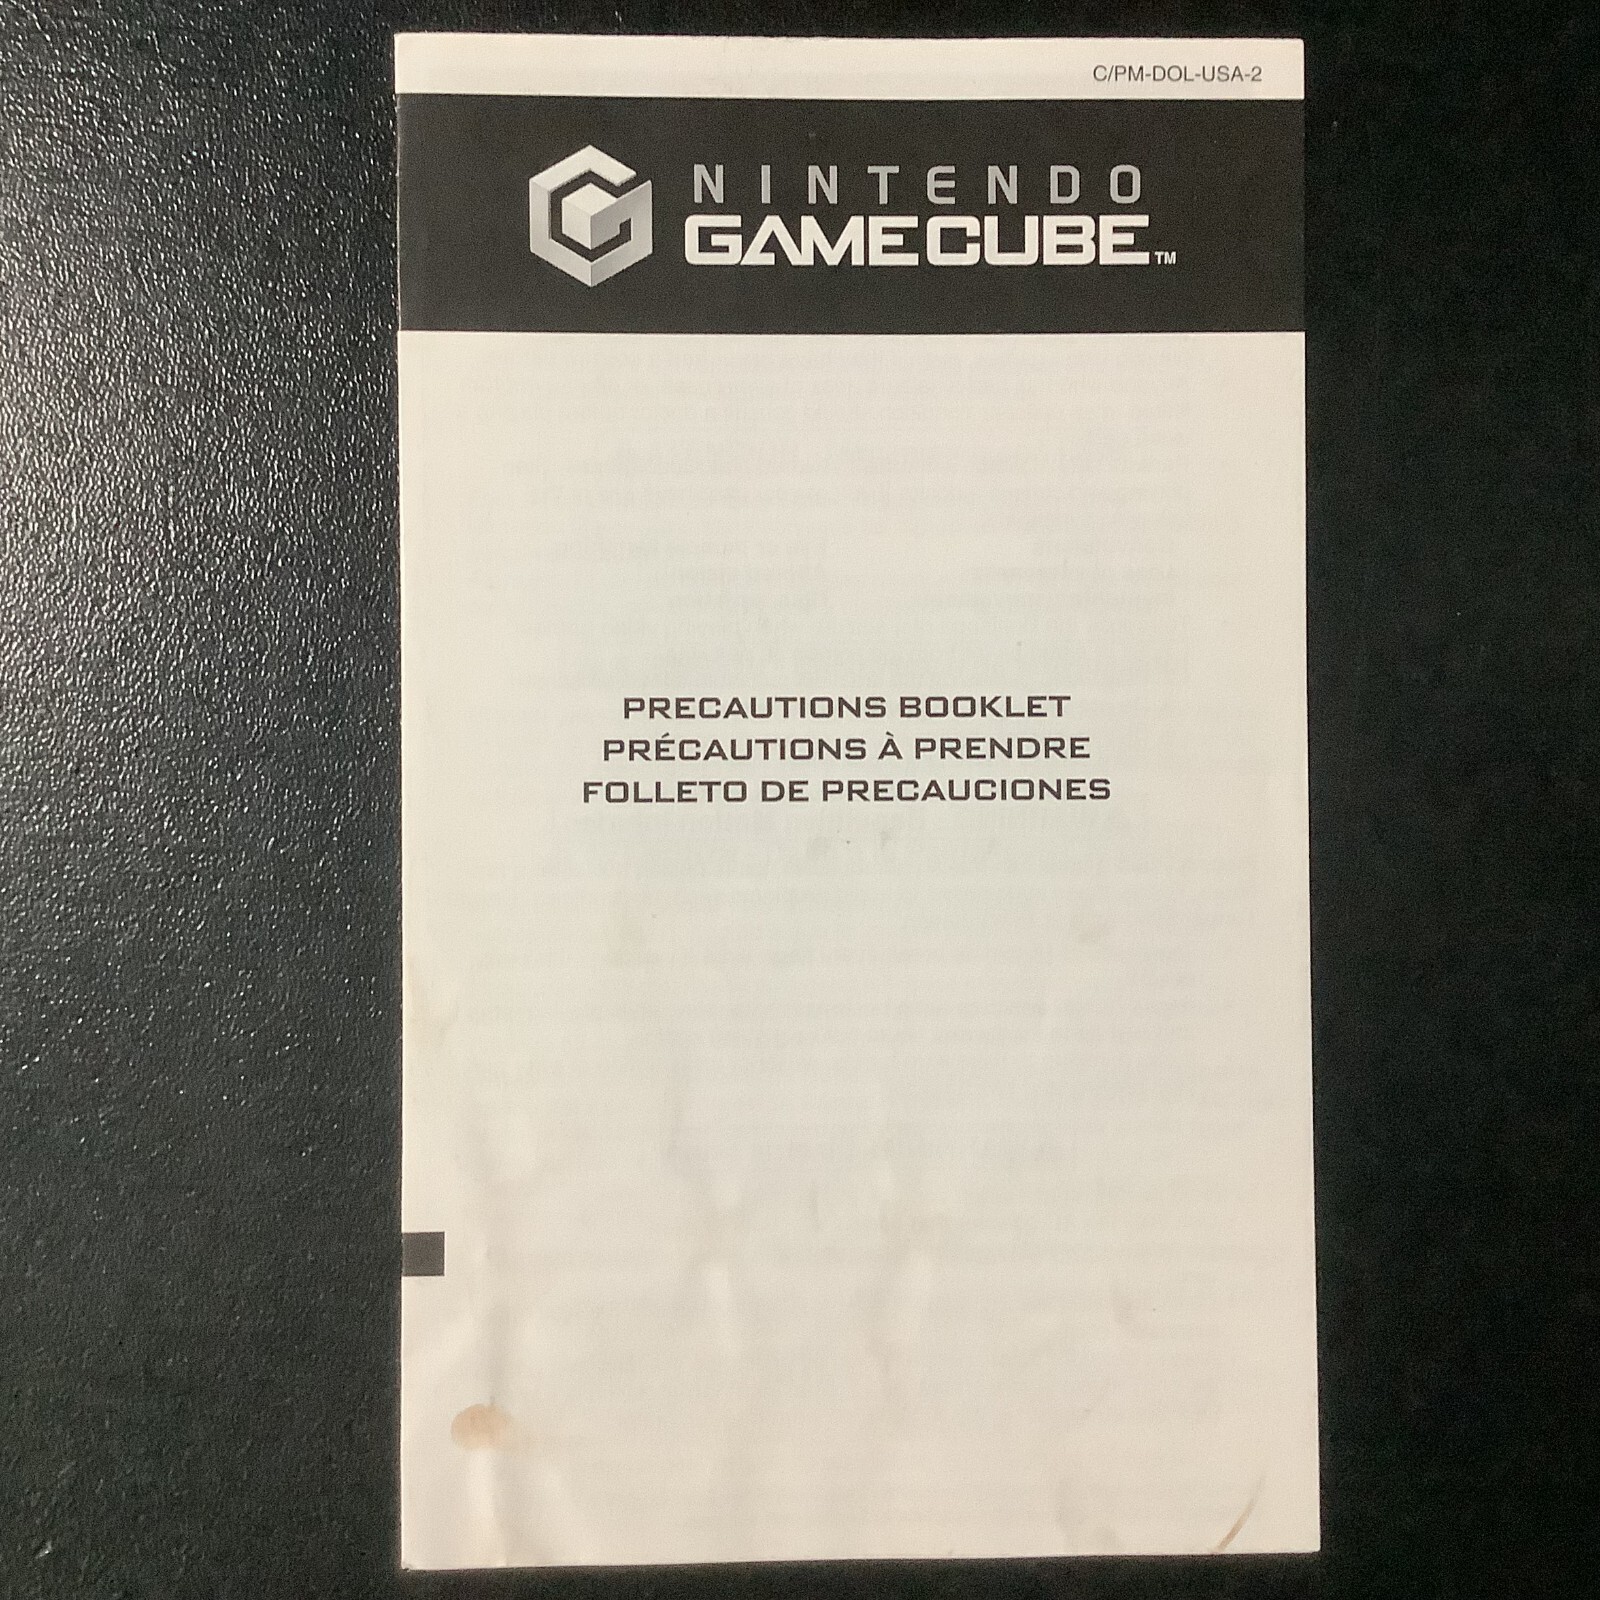 C/PM-DOL-USA-2
NINTENDO
GAMECUBE™
PRECAUTIONS BOOKLET
PRÉCAUTIONS À PRENDRE
FOLLETO DE PRECAUCIONES